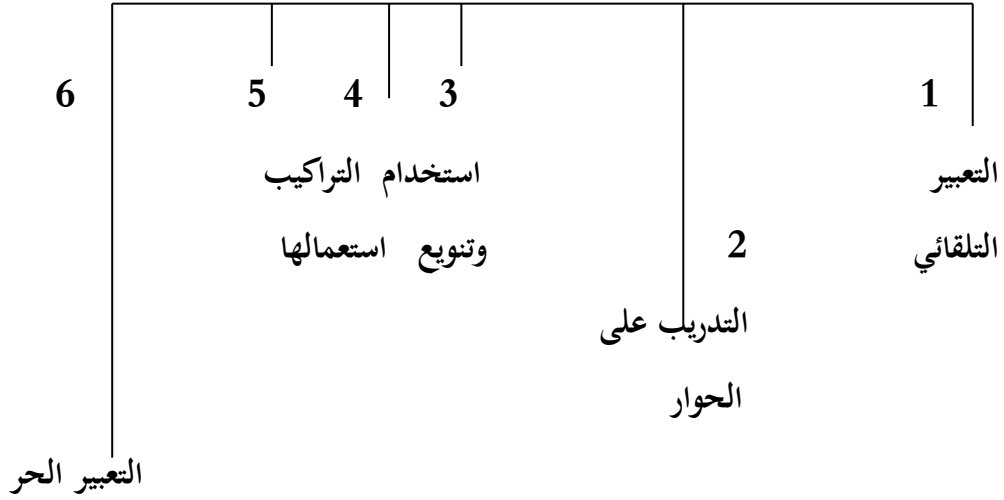 1
التعبير
التلقائي
2
التدريب على
الحوار
3 4 5
استخدام التراكيب
وتنويع استعمالها
6
التعبير الحر